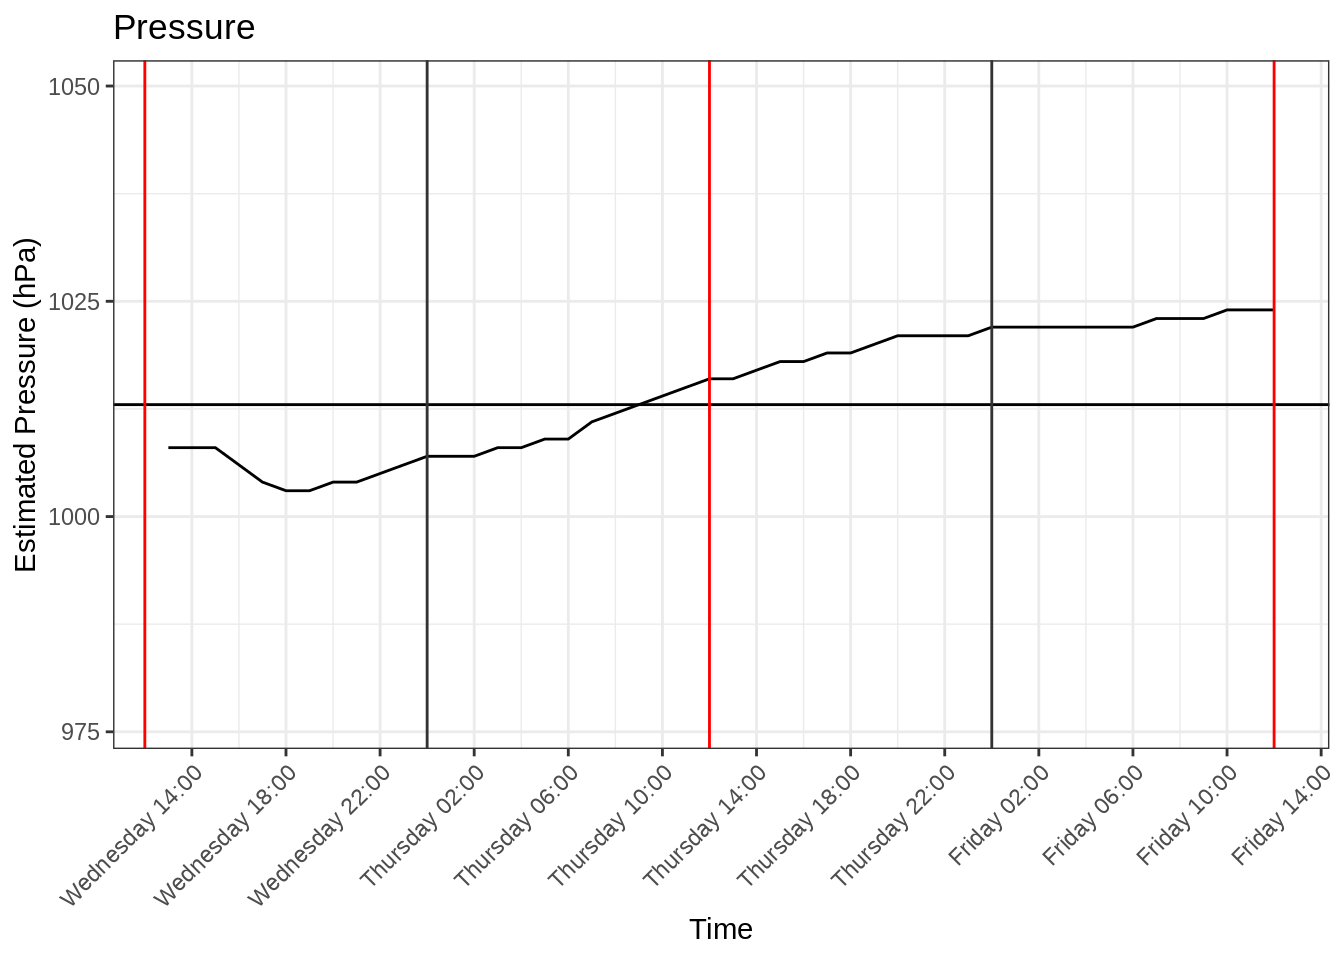 Pressure
Estimated Pressure (hPa)
1050
1025
1000
975
Wednesday 14:00
Wednesday 18:00
Wednesday 22:00
Thursday 02:00
Thursday 06:00
Thursday 10:00
Thursday 14:00
Thursday 18:00
Thursday 22:00
Friday 02:00
Friday 06:00
Friday 10:00
Friday 14:00
Time